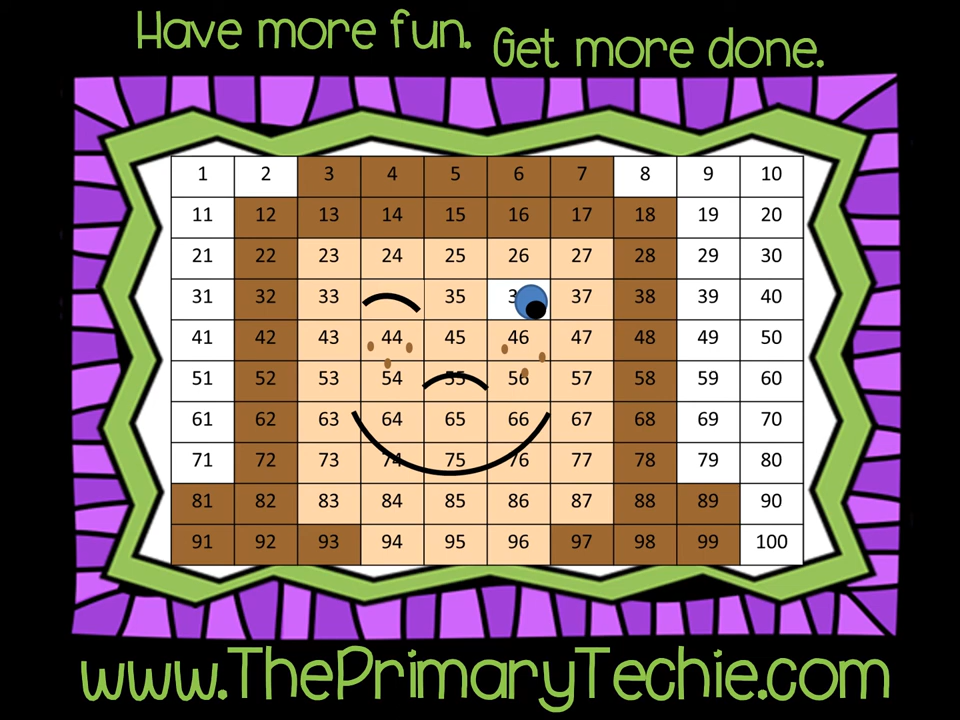 Have more fun. Get more done.
1 2 3 4 5 6 7 8 9 10
11 12 13 14 15 16 17 18 19 20
21 22 23 24 25 26 27 28 29 30
31 32 33 35 37 38 39 40
41 42 43 44 45 46 47 48 49 50
51 52 53 54 55 56 57 58 59 60
61 62 63 64 65 66 67 68 69 70
71 72 73 74 75 76 77 78 79 80
81 82 83 84 85 86 87 88 89 90
91 92 93 94 95 96 97 98 99 100
www.ThePrimaryTechie.com